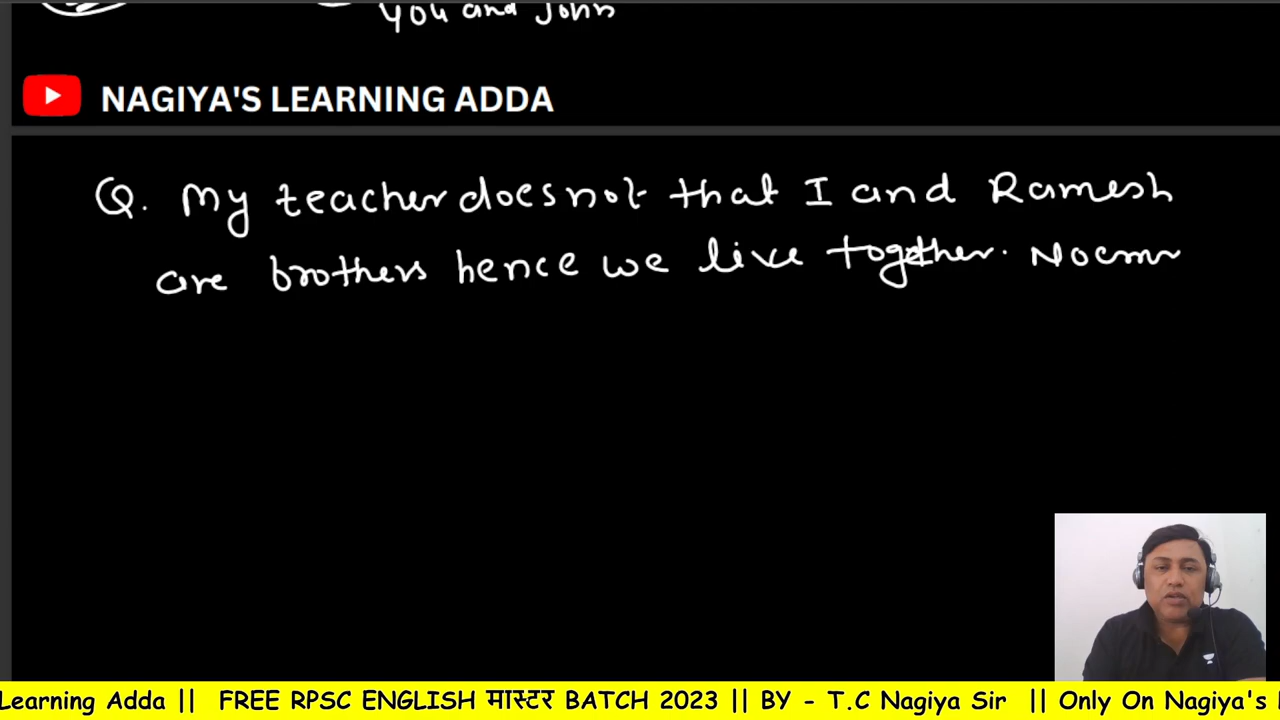 you and John
NAGIYA'S LEARNING ADDA
Q. My teacher does not that I and Ramesh
are brothers hence we live together. No
Learning Adda || FREE RPSC ENGLISH मास्टर BATCH 2023 || BY - T.C Nagiya Sir || Only On Nagiya's